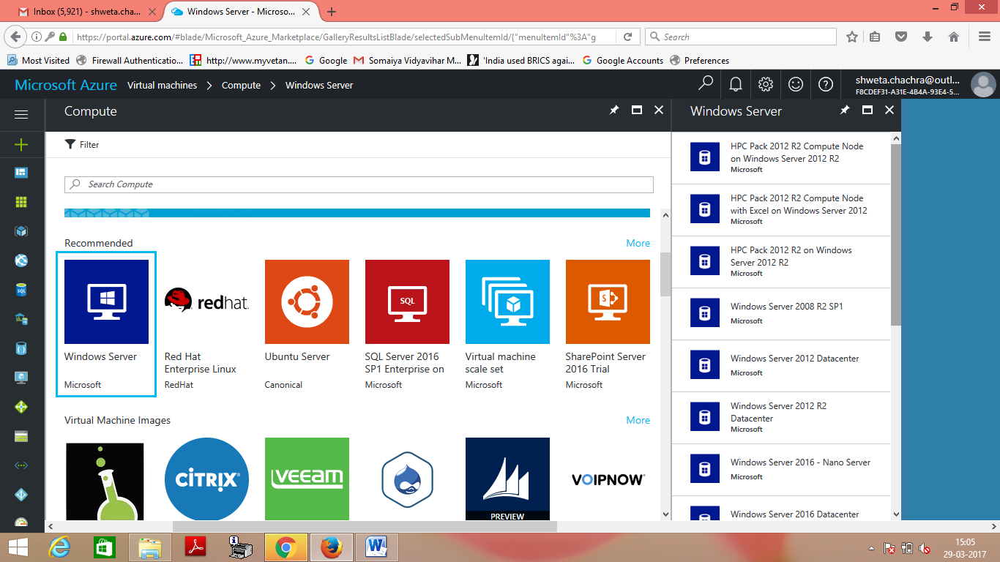 Inbox (5,921) - shweta.cha...
Windows Server - Microso...
https://portal.azure.com/#blade/Microsoft_Azure_Marketplace/GalleryResultsListBlade/selectedSubMenuItemId/{"menuItemId"%3A"g
Search
Most Visited
Firewall Authenticatio...
http://www.myvetan....
Google
Somaiya Vidyavihar M...
'India used BRICS agai...
Google Accounts
Preferences
Microsoft Azure
Virtual machines > Compute > Windows Server
shweta.chachra@outl...
F8CDEF31-A31E-4B4A-93E4-5...
Compute
Filter
Search Compute
Recommended
More
redhat.
SQL
S
Windows Server
Microsoft
Red Hat
Enterprise Linux
RedHat
Ubuntu Server
Canonical
SQL Server 2016
SP1 Enterprise on
Microsoft
Virtual machine
scale set
Microsoft
SharePoint Server
2016 Trial
Microsoft
Virtual Machine Images
More
CİTRIX
veeam
PREVIEW
VOIPNOW
Windows Server
HPC Pack 2012 R2 Compute Node
on Windows Server 2012 R2
Microsoft
HPC Pack 2012 R2 Compute Node
with Excel on Windows Server 2012
Microsoft
HPC Pack 2012 R2 on Windows
Server 2012 R2
Microsoft
Windows Server 2008 R2 SP1
Microsoft
Windows Server 2012 Datacenter
Microsoft
Windows Server 2012 R2
Datacenter
Microsoft
Windows Server 2016 - Nano Server
Microsoft
Windows Server 2016 Datacenter
SQL
15:05
29-03-2017